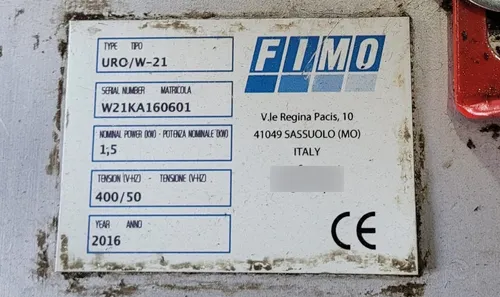 TYPE TIPO
URO/W-21
SERIAL NUMBER MATRICOLA
W21KA160601
NOMINAL POWER (KW) - POTENZA NOMINALE (KW)
1,5
TENSION (V-HZ) - TENSIONE (V-HZ)
400/50
YEAR ANNO
2016
FIMO
V.le Regina Pacis, 10
41049 SASSUOLO (MO)
ITALY
CE